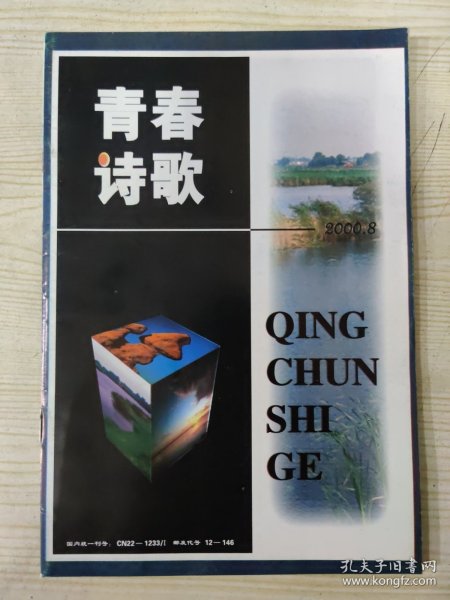 青春
诗歌
2000.8
QING
CHUN
SHI
GE
国内统一刊号：CN22—1233/I 邮发代号 12—146
孔夫子旧书网
www.kongfz.com